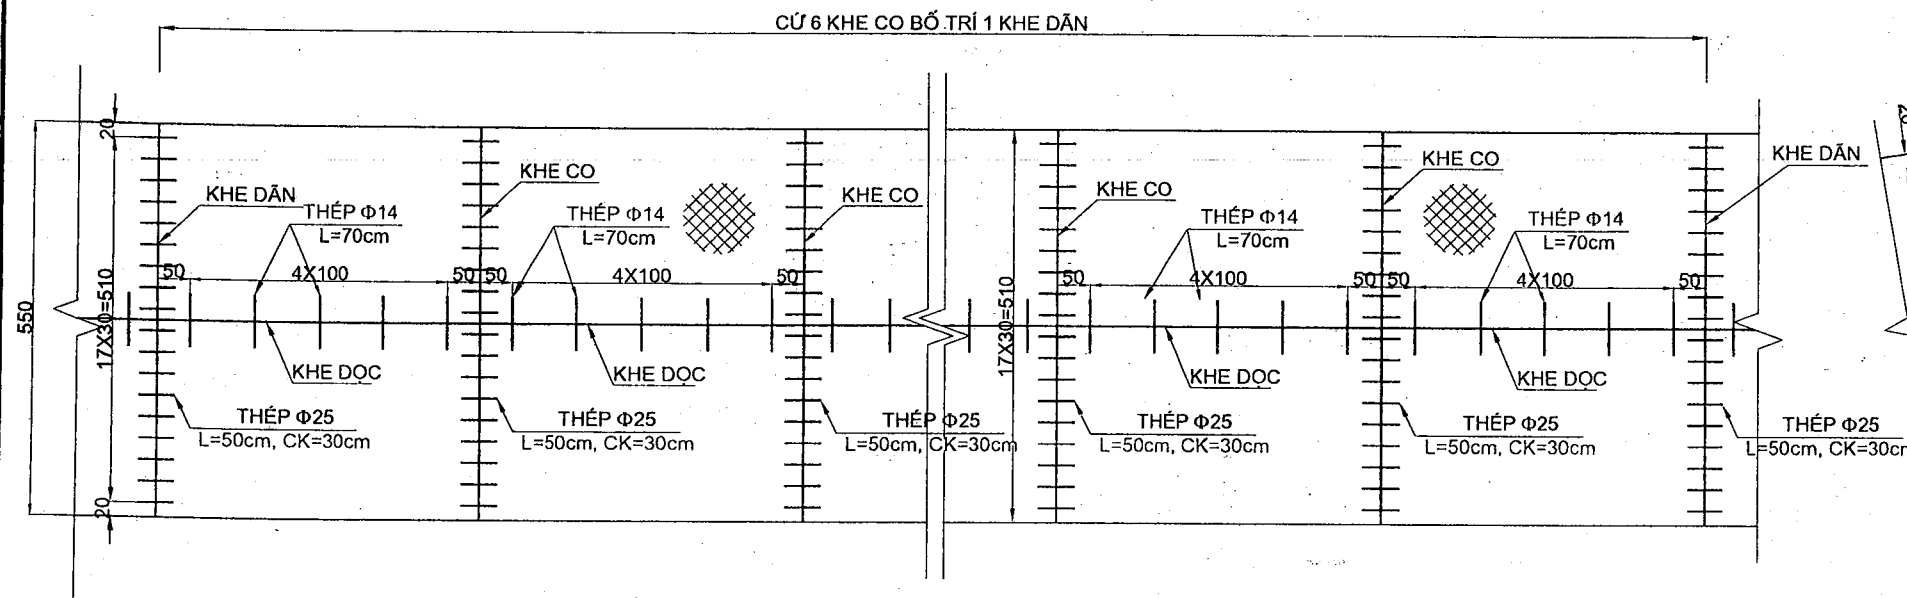 CỨ 6 KHE CO BỐ TRÍ 1 KHE DÃN
20
550
17X30=510
20
KHE DÃN
THÉP Φ14
L=70cm
50
4X100
50
KHE DỌC
THÉP Φ25
L=50cm, CK=30cm
KHE CO
THÉP Φ14
L=70cm
50
4X100
50
KHE DỌC
THÉP Φ25
L=50cm, CK=30cm
KHE CO
THÉP Φ25
L=50cm, CK=30cm
17X30=510
KHE CO
THÉP Φ14
L=70cm
50
4X100
50
KHE DỌC
THÉP Φ25
L=50cm, CK=30cm
KHE CO
THÉP Φ14
L=70cm
50
4X100
50
KHE DỌC
THÉP Φ25
L=50cm, CK=30cm
KHE DÃN
THÉP Φ25
L=50cm, CK=30cm